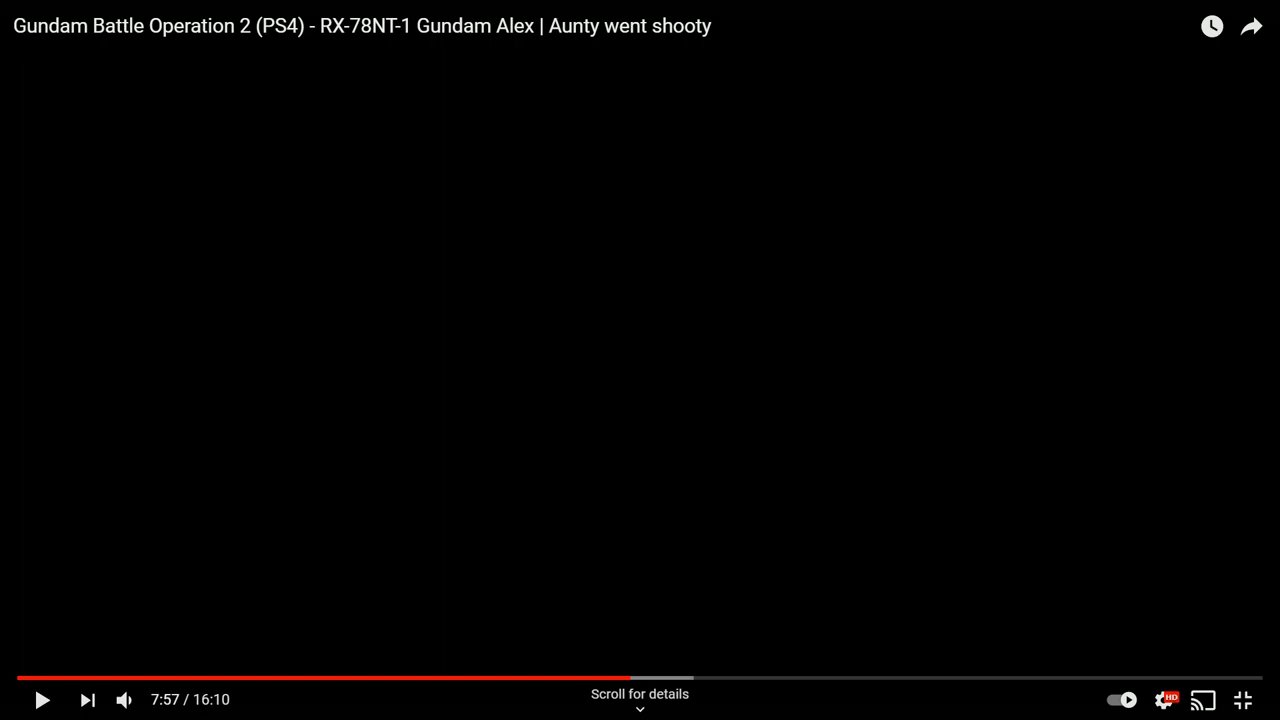 Gundam Battle Operation 2 (PS4) - RX-78NT-1 Gundam Alex | Aunty went shooty
HD
7:57 / 16:10
Scroll for details